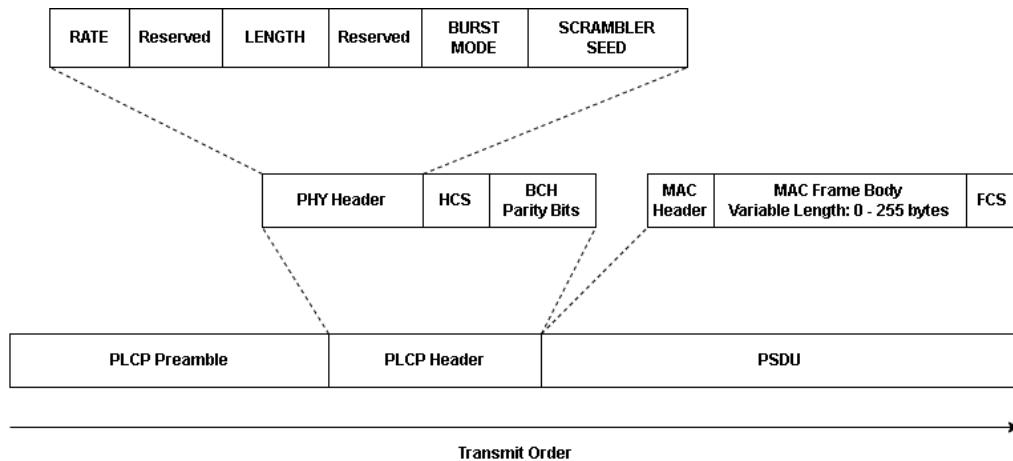 RATE
Reserved
LENGTH
Reserved
BURST
MODE
SCRAMBLER
SEED
PHY Header
HCS
BCH
Parity Bits
MAC
Header
MAC Frame Body
Variable Length: 0 - 255 bytes
FCS
PLCP Preamble
PLCP Header
PSDU
Transmit Order